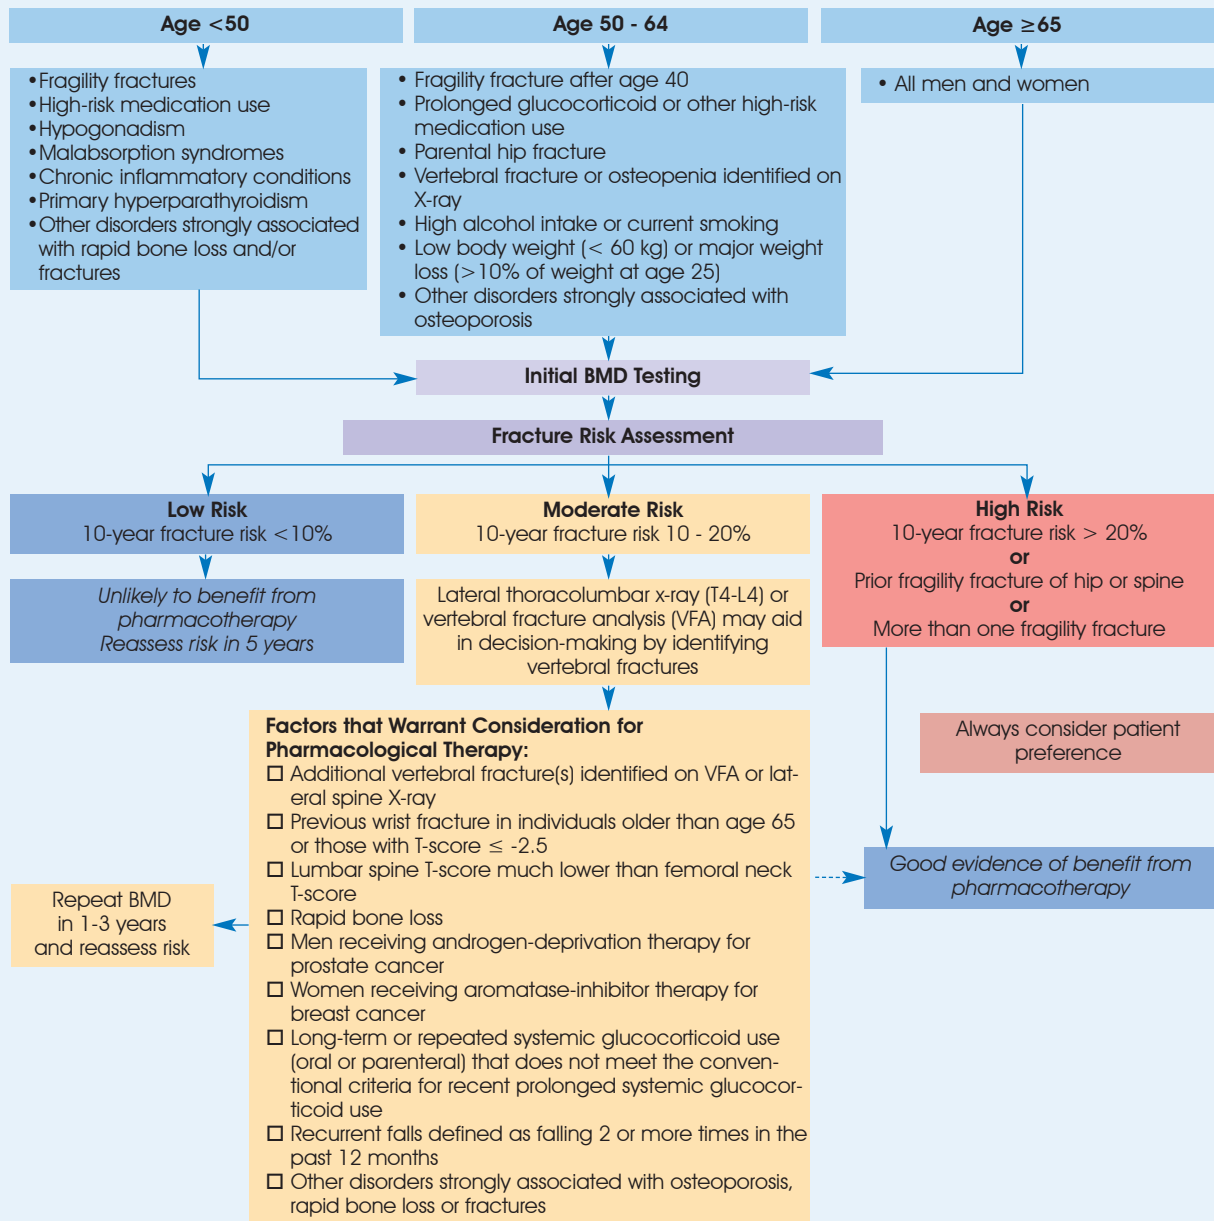 Age <50
•Fragility fractures
•High-risk medication use
•Hypogonadism
•Malabsorption syndromes
•Chronic inflammatory conditions
•Primary hyperparathyroidism
•Other disorders strongly associated
with rapid bone loss and/or
fractures
Age 50 - 64
• Fragility fracture after age 40
• Prolonged glucocorticoid or other high-risk
medication use
• Parental hip fracture
• Vertebral fracture or osteopenia identified on
X-ray
• High alcohol intake or current smoking
• Low body weight (< 60 kg) or major weight
loss (>10% of weight at age 25)
• Other disorders strongly associated with
osteoporosis
Age ≥65
• All men and women
Initial BMD Testing
Fracture Risk Assessment
Low Risk
10-year fracture risk <10%
Unlikely to benefit from
pharmacotherapy
Reassess risk in 5 years
Moderate Risk
10-year fracture risk 10 - 20%
Lateral thoracolumbar x-ray (T4-L4) or
vertebral fracture analysis (VFA) may aid
in decision-making by identifying
vertebral fractures
High Risk
10-year fracture risk > 20%
or
Prior fragility fracture of hip or spine
or
More than one fragility fracture
Always consider patient
preference
Good evidence of benefit from
pharmacotherapy
Factors that Warrant Consideration for
Pharmacological Therapy:
☐ Additional vertebral fracture(s) identified on VFA or lat-
eral spine X-ray
☐ Previous wrist fracture in individuals older than age 65
or those with T-score ≤ -2.5
☐ Lumbar spine T-score much lower than femoral neck
T-score
☐ Rapid bone loss
☐ Men receiving androgen-deprivation therapy for
prostate cancer
☐ Women receiving aromatase-inhibitor therapy for
breast cancer
☐ Long-term or repeated systemic glucocorticoid use
(oral or parenteral) that does not meet the conven-
tional criteria for recent prolonged systemic glucocor-
ticoid use
☐ Recurrent falls defined as falling 2 or more times in the
past 12 months
☐ Other disorders strongly associated with osteoporosis,
rapid bone loss or fractures
Repeat BMD
in 1-3 years
and reassess risk